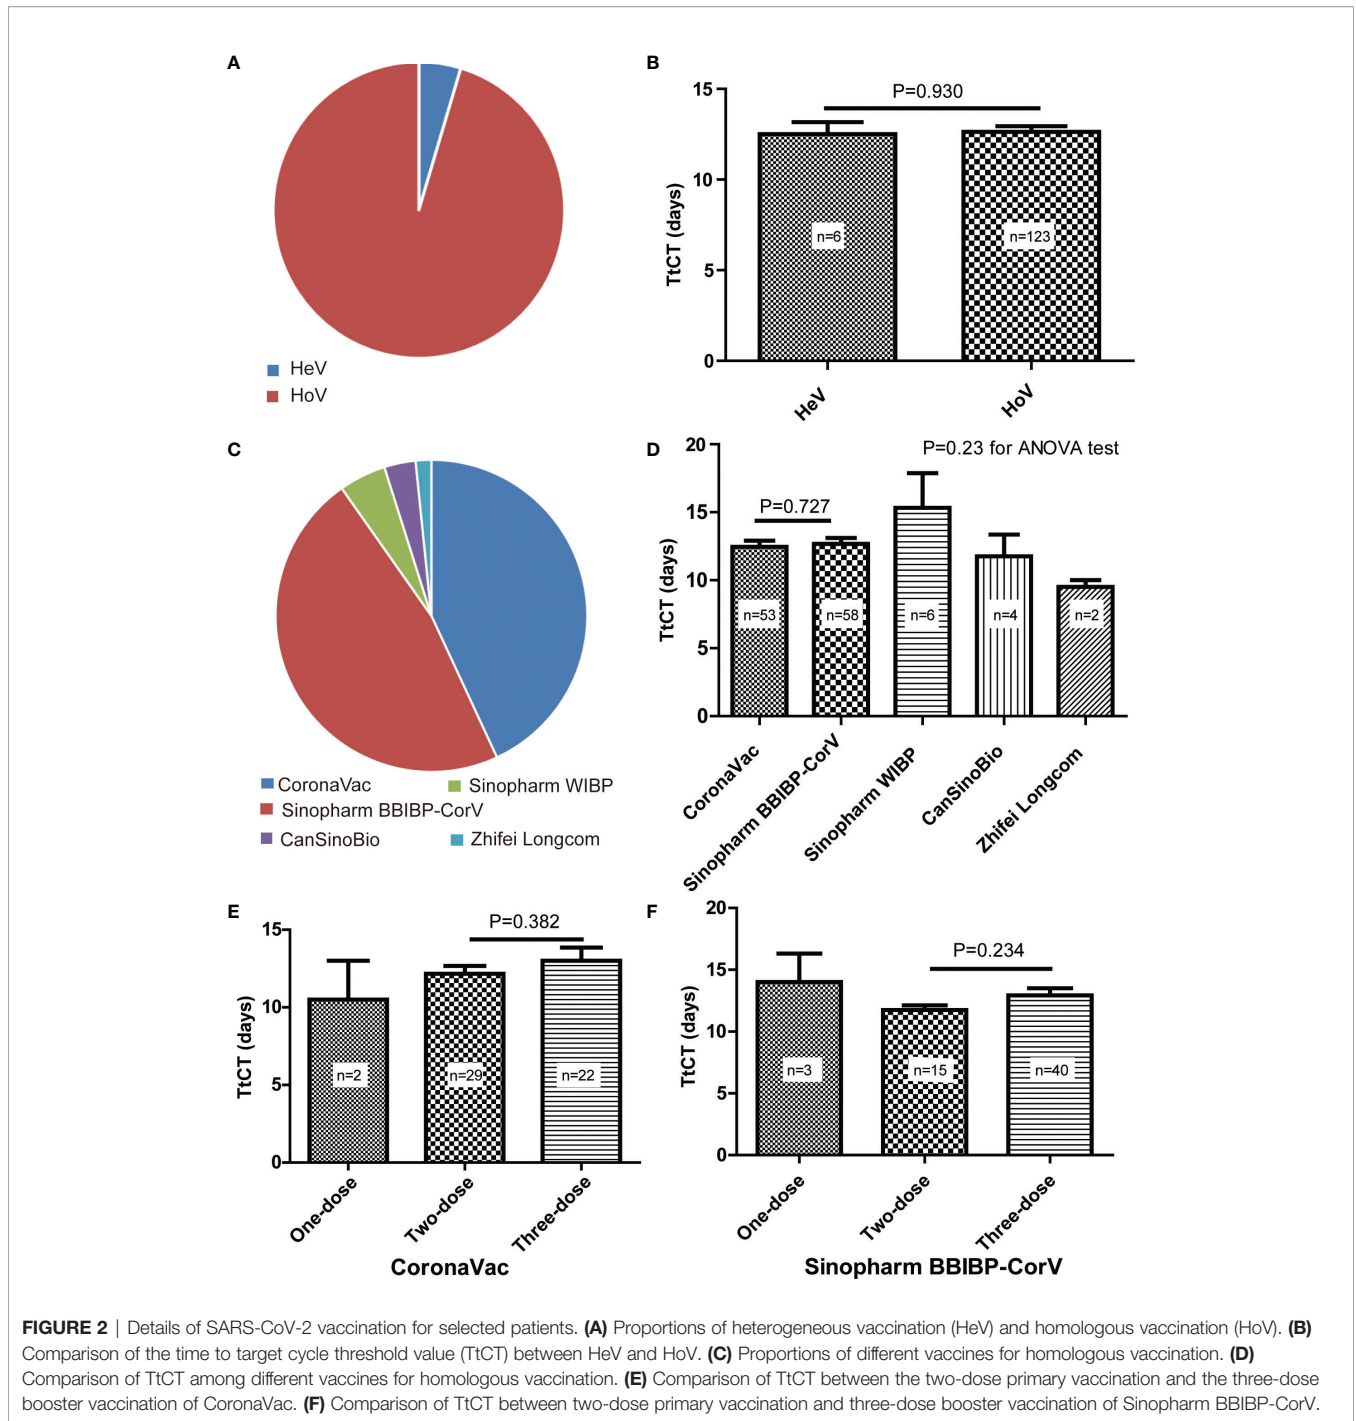 A
HeV
HoV
B
P=0.930
15
10
5
0
TtCT (days)
n=6
n=123
HeV
HoV
C
CoronaVac
Sinopharm WIBP
Sinopharm BBIBP-CorV
CanSinoBio
Zhifei Longcom
D
P=0.23 for ANOVA test
P=0.727
20
15
10
5
0
TtCT (days)
n=53
n=58
n=6
n=4
n=2
CoronaVac
Sinopharm BBIBP-CorV
Sinopharm WIBP
CanSinoBio
Zhifei Longcom
E
P=0.382
15
10
5
0
TtCT (days)
n=2
n=29
n=22
One-dose
Two-dose
Three-dose
CoronaVac
F
P=0.234
20
15
10
5
0
TtCT (days)
n=3
n=15
n=40
One-dose
Two-dose
Three-dose
Sinopharm BBIBP-CorV
FIGURE 2 | Details of SARS-CoV-2 vaccination for selected patients. (A) Proportions of heterogeneous vaccination (HeV) and homologous vaccination (HoV). (B)
Comparison of the time to target cycle threshold value (TtCT) between HeV and HoV. (C) Proportions of different vaccines for homologous vaccination. (D)
Comparison of TtCT among different vaccines for homologous vaccination. (E) Comparison of TtCT between the two-dose primary vaccination and the three-dose
booster vaccination of CoronaVac. (F) Comparison of TtCT between two-dose primary vaccination and three-dose booster vaccination of Sinopharm BBIBP-CorV.